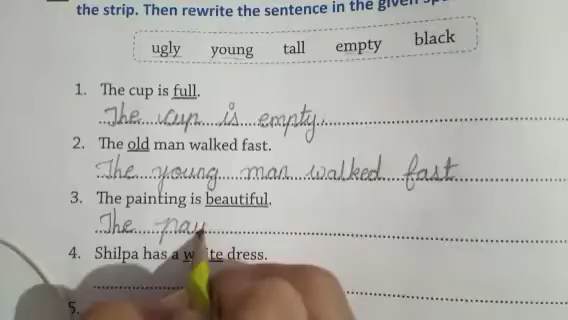 the strip. Then rewrite the sentence in the given
ugly young tall empty black
1. The cup is full.
The cup is empty.
2. The old man walked fast.
The young man walked fast
3. The painting is beautiful.
The pay
4. Shilpa has a dress.
5.